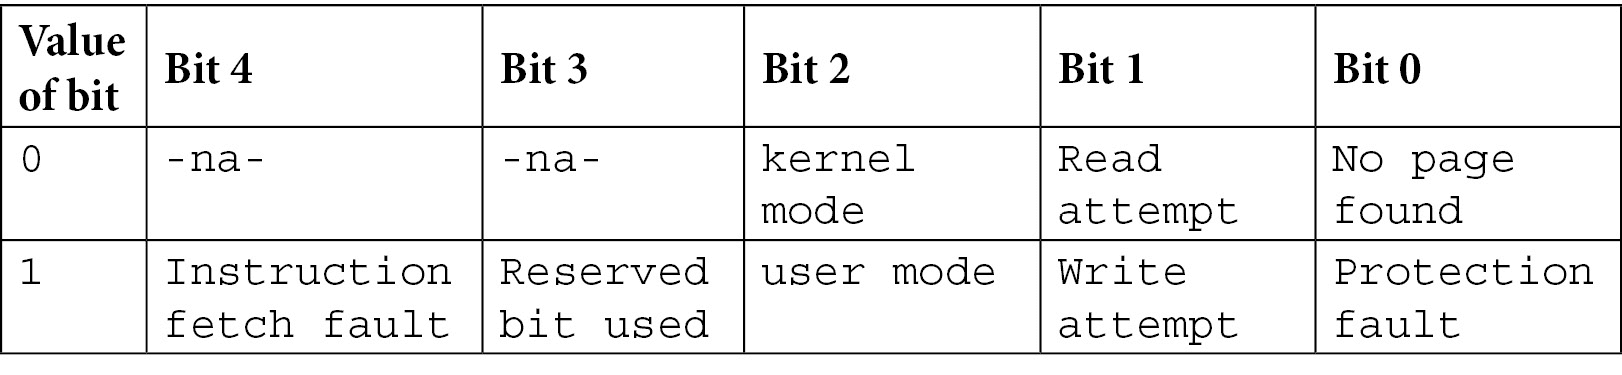 Value of bit Bit 4 Bit 3 Bit 2 Bit 1 Bit 0
0 -na- -na- kernel mode Read attempt No page found
1 Instruction fetch fault Reserved bit used user mode Write attempt Protection fault